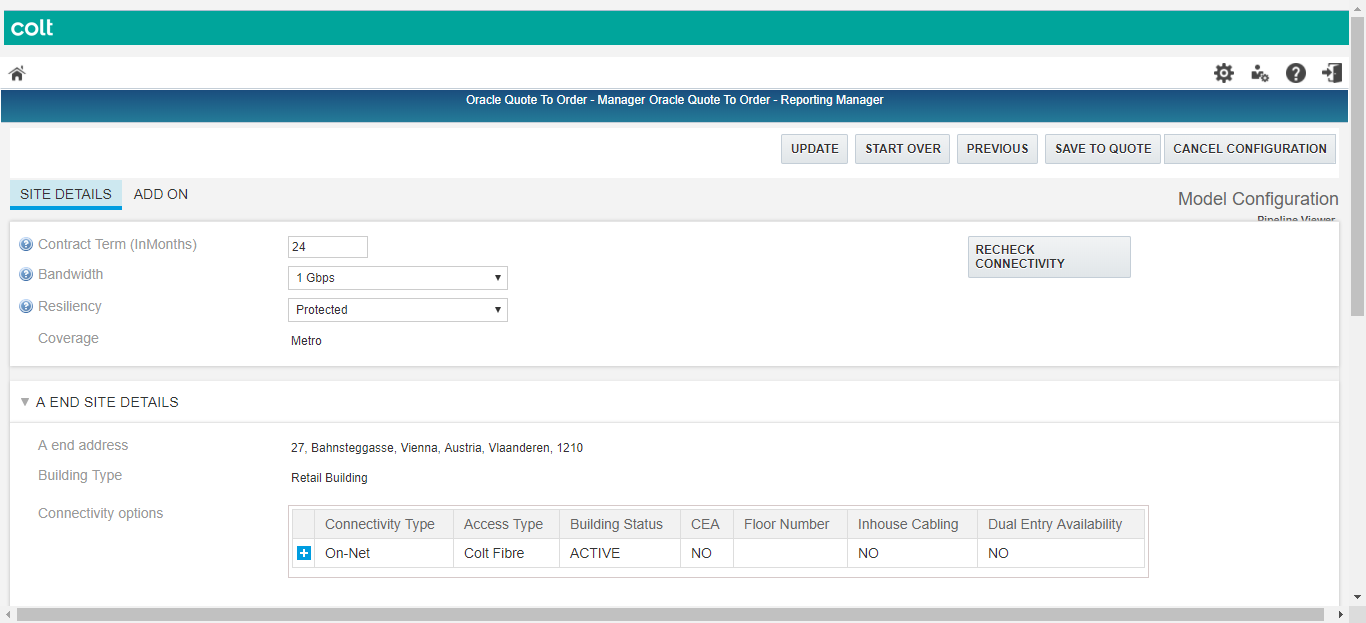 colt
Oracle Quote To Order - Manager Oracle Quote To Order - Reporting Manager
UPDATE
START OVER
PREVIOUS
SAVE TO QUOTE
CANCEL CONFIGURATION
SITE DETAILS
ADD ON
Model Configuration
Pipeline Viewer
Contract Term (InMonths)
24
RECHECK
CONNECTIVITY
Bandwidth
1 Gbps
Resiliency
Protected
Coverage
Metro
A END SITE DETAILS
A end address
27, Bahnsteggasse, Vienna, Austria, Vlaanderen, 1210
Building Type
Retail Building
Connectivity options
Connectivity Type Access Type Building Status CEA Floor Number Inhouse Cabling Dual Entry Availability
On-Net Colt Fibre ACTIVE NO NO NO